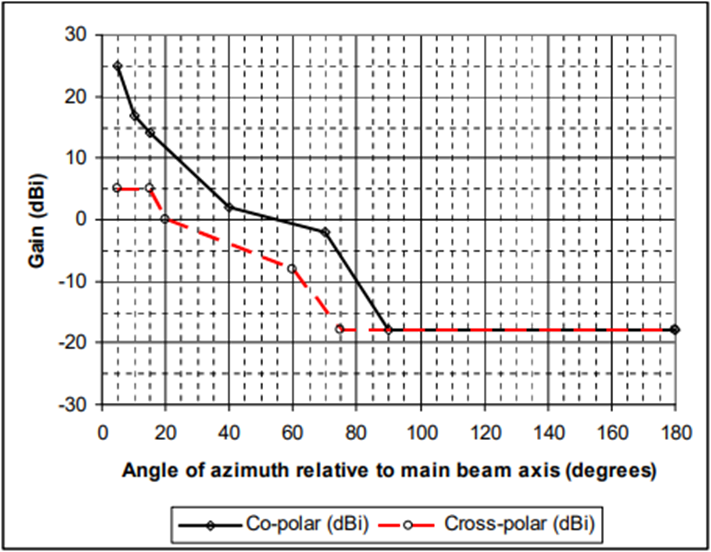 30
20
10
0
-10
-20
-30
Gain (dBi)
0 20 40 60 80 100 120 140 160 180
Angle of azimuth relative to main beam axis (degrees)
Co-polar (dBi) Cross-polar (dBi)